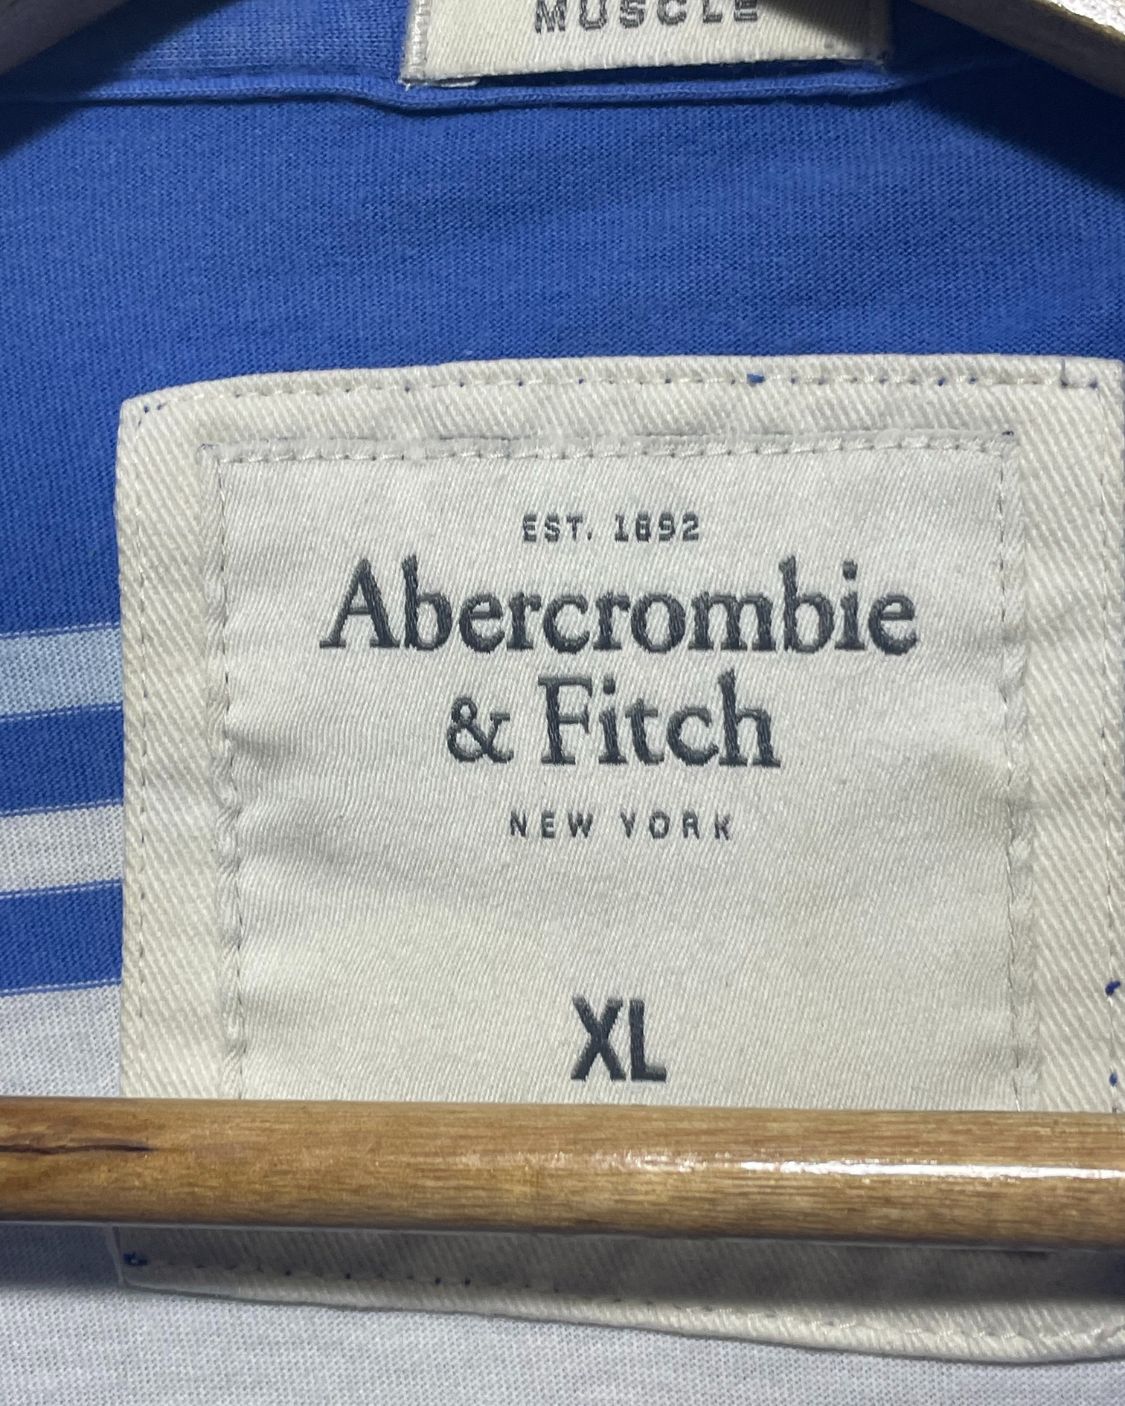 MUSCLE
EST. 1892
Abercrombie
& Fitch
NEW YORK
XL